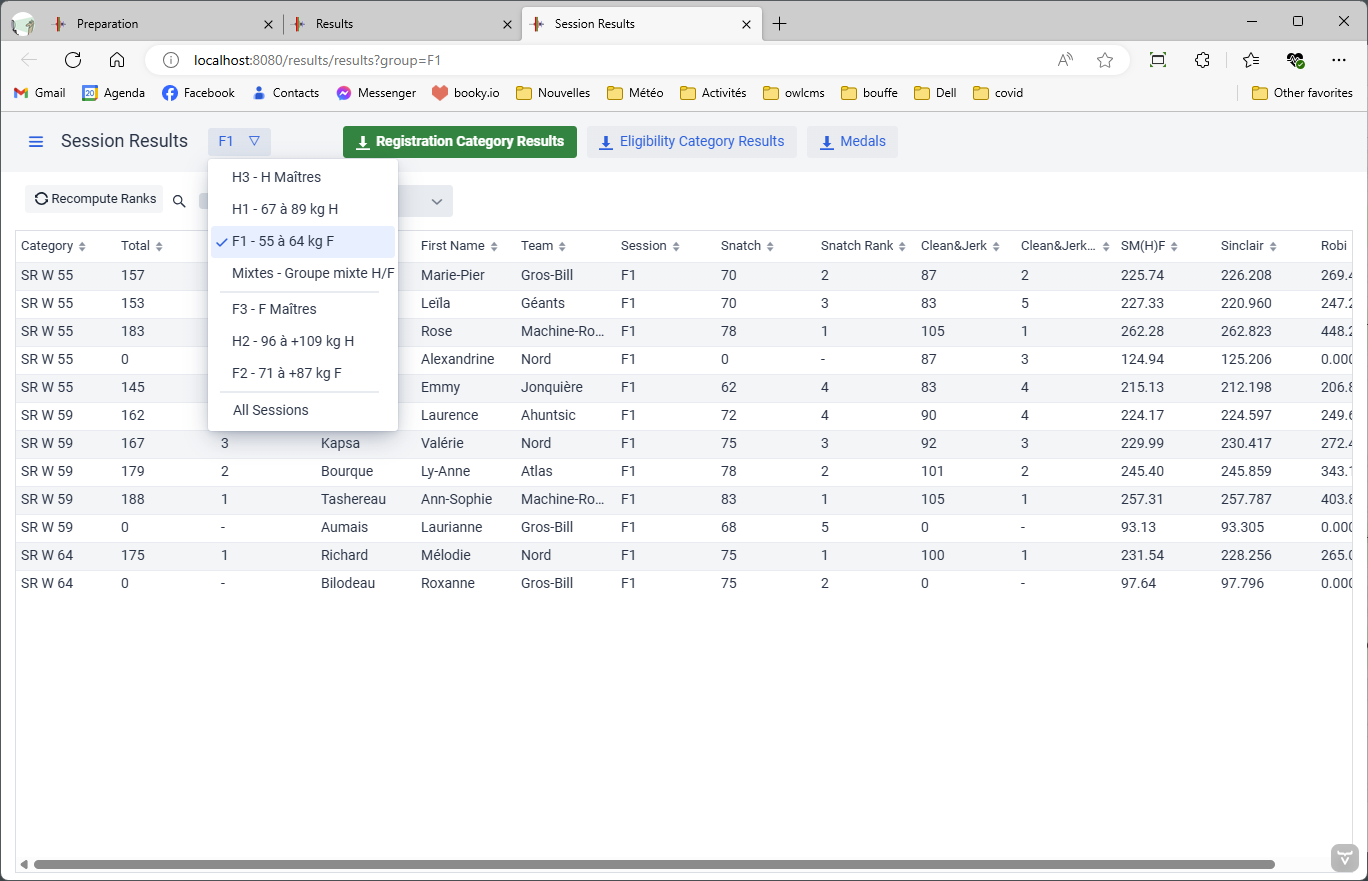 Preparation
Results
Session Results
localhost:8080/results/results?group=F1
Gmail
20
Agenda
Facebook
Contacts
Messenger
booky.io
Nouvelles
Météo
Activités
owlcms
bouffe
Dell
covid
Other favorites
Session Results
F1
Registration Category Results
Eligibility Category Results
Medals
Recompute Ranks
H3 - H Maîtres
H1 - 67 à 89 kg H
F1 - 55 à 64 kg F
Mixtes - Groupe mixte H/F
F3 - F Maîtres
H2 - 96 à +109 kg H
F2 - 71 à +87 kg F
All Sessions
Category Total First Name Team Session Snatch Snatch Rank Clean&Jerk Clean&Jerk... SM(H)F Sinclair Robi
SR W 55 157 Marie-Pier Gros-Bill F1 70 2 87 2 225.74 226.208 269.4
SR W 55 153 Leïla Géants F1 70 3 83 5 227.33 220.960 247.2
SR W 55 183 Rose Machine-Ro... F1 78 1 105 1 262.28 262.823 448.2
SR W 55 0 Alexandrine Nord F1 0 - 87 3 124.94 125.206 0.000
SR W 55 145 Emmy Jonquière F1 62 4 83 4 215.13 212.198 206.8
SR W 59 162 Laurence Ahuntsic F1 72 4 90 4 224.17 224.597 249.6
SR W 59 167 3 Kapsa Valérie Nord F1 75 3 92 3 229.99 230.417 272.4
SR W 59 179 2 Bourque Ly-Anne Atlas F1 78 2 101 2 245.40 245.859 343.1
SR W 59 188 1 Tashereau Ann-Sophie Machine-Ro... F1 83 1 105 1 257.31 257.787 403.8
SR W 59 0 - Aumais Laurianne Gros-Bill F1 68 5 0 - 93.13 93.305 0.000
SR W 64 175 1 Richard Mélodie Nord F1 75 1 100 1 231.54 228.256 265.0
SR W 64 0 - Bilodeau Roxanne Gros-Bill F1 75 2 0 - 97.64 97.796 0.000